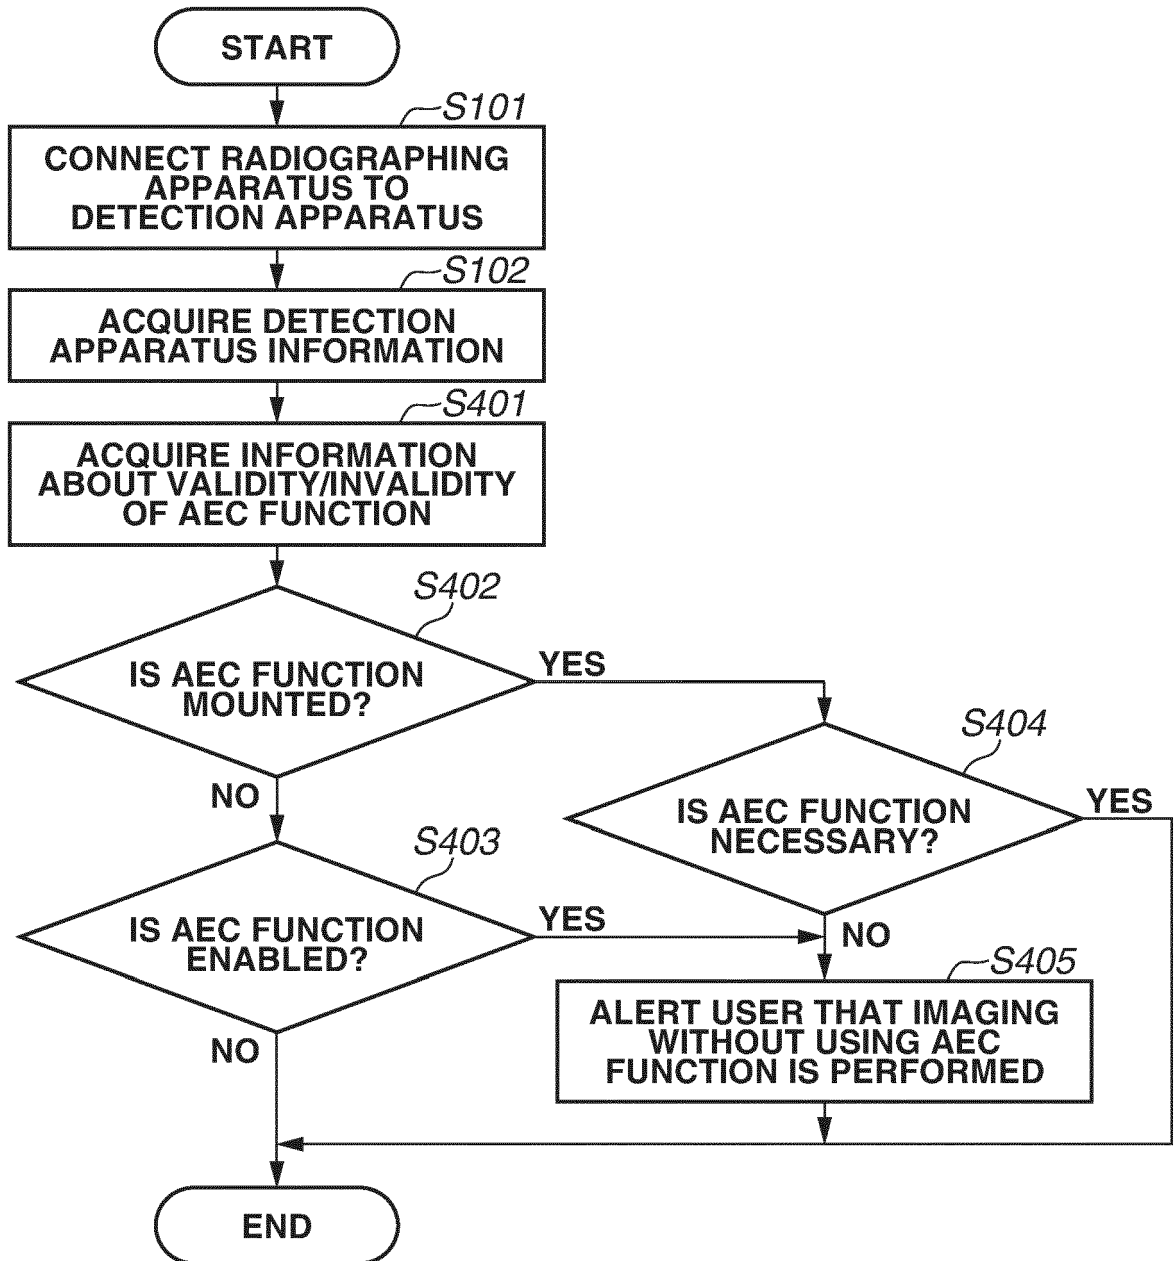 START
S101
CONNECT RADIOGRAPHING
APPARATUS TO
DETECTION APPARATUS
S102
ACQUIRE DETECTION
APPARATUS INFORMATION
S401
ACQUIRE INFORMATION
ABOUT VALIDITY/INVALIDITY
OF AEC FUNCTION
S402
IS AEC FUNCTION
MOUNTED?
YES
NO
S404
IS AEC FUNCTION
NECESSARY?
YES
NO
S403
IS AEC FUNCTION
ENABLED?
YES
NO
S405
ALERT USER THAT IMAGING
WITHOUT USING AEC
FUNCTION IS PERFORMED
END